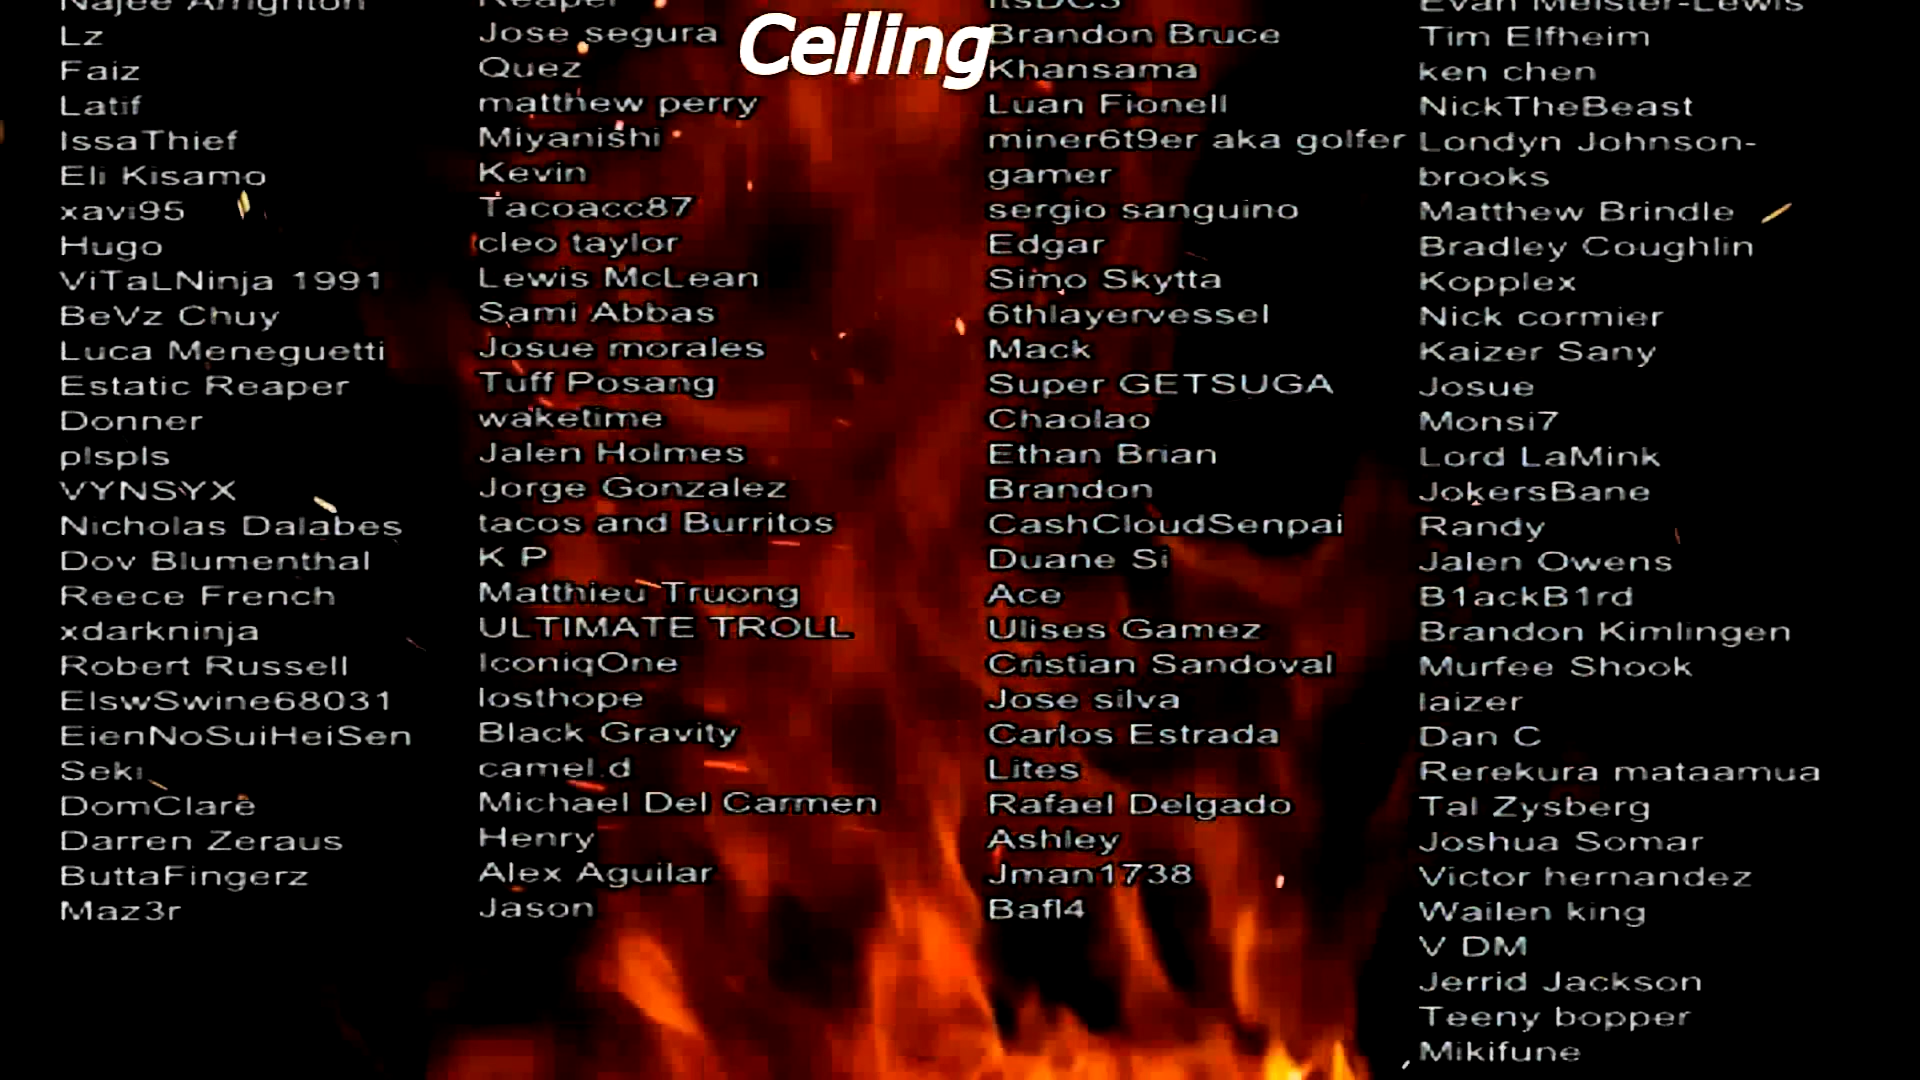 Najee Arrighton
Lz
Faiz
Latif
IssaThief
Eli Kisamo
xavi95
Hugo
ViTaLNinja 1991
BeVz Chuy
Luca Meneguetti
Estatic Reaper
Donner
plspls
VYNSYX
Nicholas Dalabes
Dov Blumenthal
Reece French
xdarkninja
Robert Russell
ElswSwine68031
EienNoSuiHeiSen
Seki
DomClare
Darren Zeraus
ButtaFingerz
Maz3r
Reaper
Jose segura
Quez
matthew perry
Miyanishi
Kevin
Tacoacc87
cleo taylor
Lewis McLean
Sami Abbas
Josue morales
Tuff Posang
waketime
Jalen Holmes
Jorge Gonzalez
tacos and Burritos
K P
Matthieu Truong
ULTIMATE TROLL
IconiqOne
losthope
Black Gravity
camel.d
Michael Del Carmen
Henry
Alex Aguilar
Jason
Ceiling
ItsDC3
Brandon Bruce
Khansama
Luan Fionell
miner6t9er aka golfer
gamer
sergio sanguino
Edgar
Simo Skytta
6thlayervessel
Mack
Super GETSUGA
Chaolao
Ethan Brian
Brandon
CashCloudSenpai
Duane Si
Ace
Ulises Gamez
Cristian Sandoval
Jose silva
Carlos Estrada
Lites
Rafael Delgado
Ashley
Jman1738
Bafl4
Evan Meister-Lewis
Tim Elfheim
ken chen
NickTheBeast
Londyn Johnson-
brooks
Matthew Brindle
Bradley Coughlin
Kopplex
Nick cormier
Kaizer Sany
Josue
Monsi7
Lord LaMink
JokersBane
Randy
Jalen Owens
B1ackB1rd
Brandon Kimlingen
Murfee Shook
laizer
Dan C
Rerekura mataamua
Tal Zysberg
Joshua Somar
Victor hernandez
Wailen king
V DM
Jerrid Jackson
Teeny bopper
Mikifune